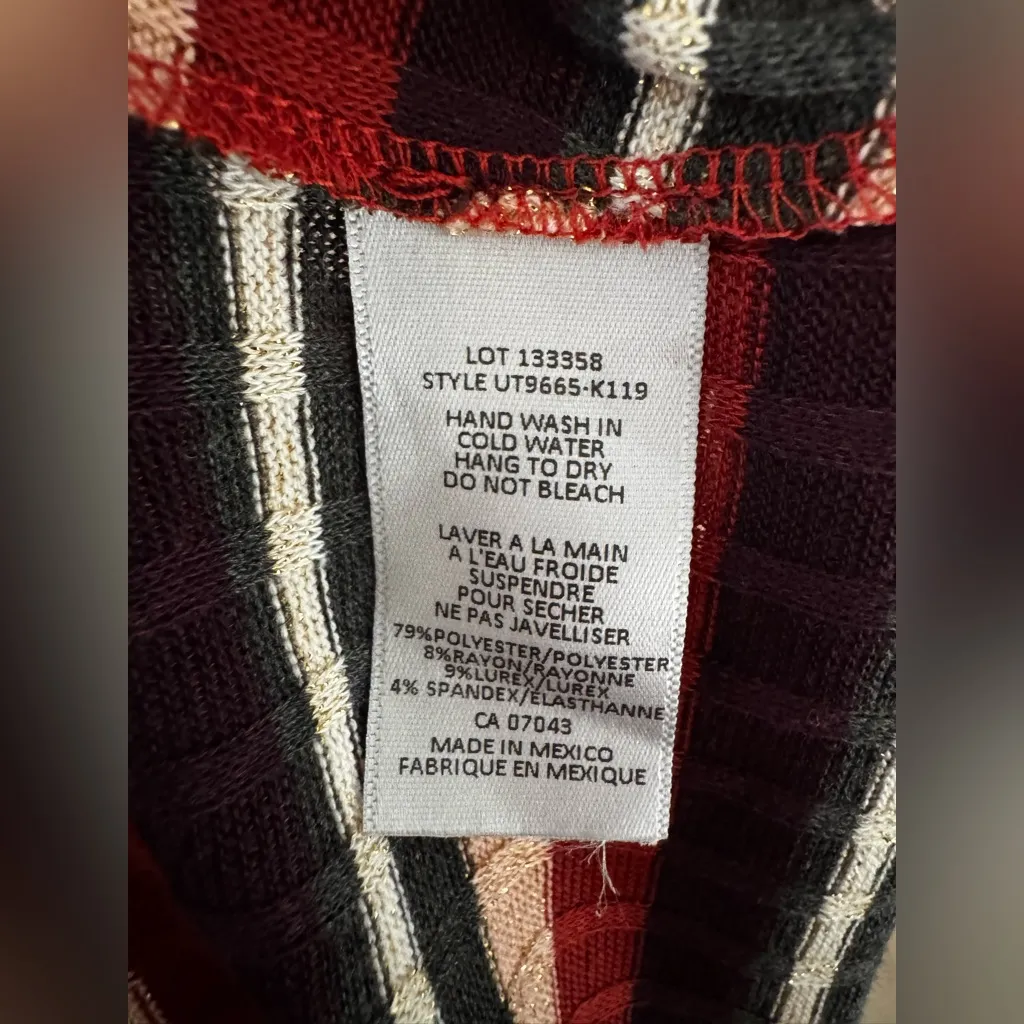 LOT 133358
STYLE UT9665-K119
HAND WASH IN
COLD WATER
HANG TO DRY
DO NOT BLEACH
LAVER A LA MAIN
A L'EAU FROIDE
SUSPENDRE
POUR SECHER
NE PAS JAVELLISER
79%POLYESTER/POLYESTER
8%RAYON/RAYONNE
9%LUREX/LUREX
4% SPANDEX/ELASTHANNE
CA 07043
MADE IN MEXICO
FABRIQUE EN MEXIQUE